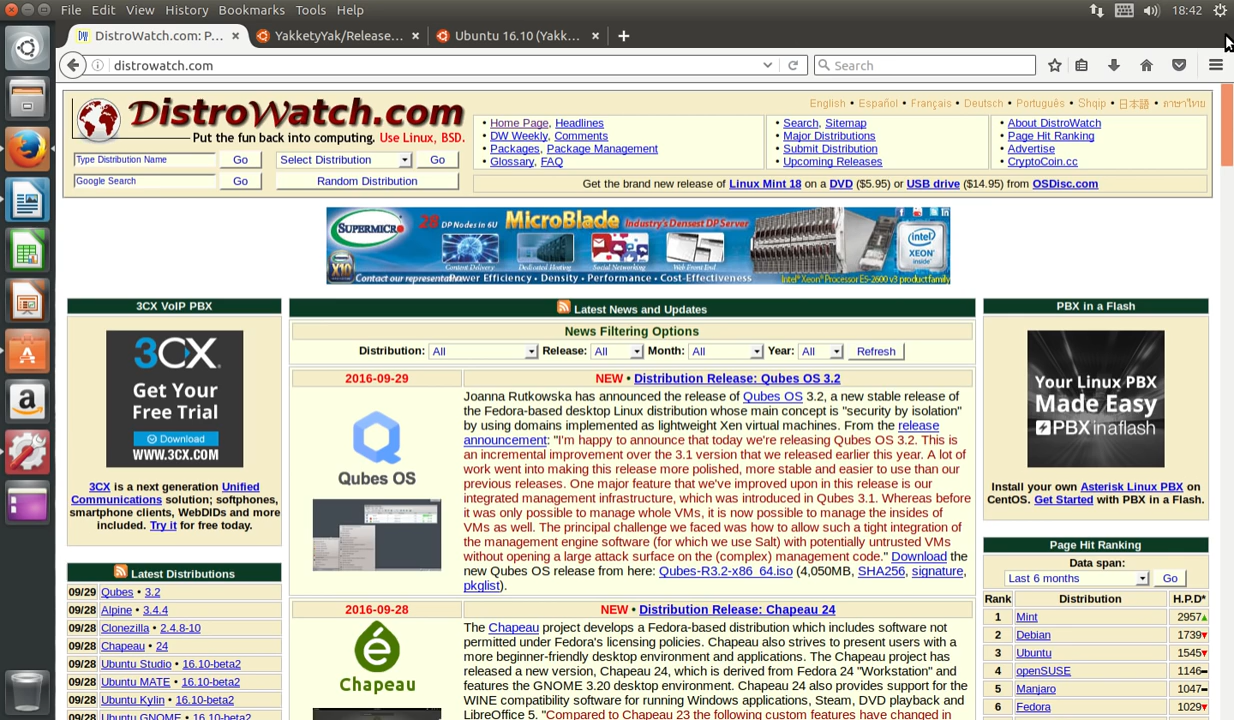 File Edit View History Bookmarks Tools Help
18:42
DistroWatch.com: P... ×
YakketyYak/Release... ×
Ubuntu 16.10 (Yakk... ×
distrowatch.com
Search
DistroWatch.com
Put the fun back into computing. Use Linux, BSD.
Type Distribution Name Go Select Distribution Go
Google Search Go Random Distribution
English • Español • Français • Deutsch • Português • Shqip • 日本語 • ภาษาไทย
• Home Page, Headlines
• DW Weekly, Comments
• Packages, Package Management
• Glossary, FAQ
• Search, Sitemap
• Major Distributions
• Submit Distribution
• Upcoming Releases
• About DistroWatch
• Page Hit Ranking
• Advertise
• CryptoCoin.cc
Get the brand new release of Linux Mint 18 on a DVD ($5.95) or USB drive ($14.95) from OSDisc.com
SUPERMICRO
X10
28 DP Nodes in 6U MicroBlade Industry's Densest DP Server
Content Delivery Dedicated Hosting Social Networking Web Front End
Contact our representative
Power Efficiency • Density • Performance • Cost-Effectiveness
intel XEON inside
Intel® Xeon® Processor E5-2600 v3 product family
3CX VoIP PBX
3CX
Get Your
Free Trial
Download
WWW.3CX.COM
3CX is a next generation Unified
Communications solution; softphones,
smartphone clients, WebDIDs and more
included. Try it for free today.
Latest Distributions
09/29 Qubes • 3.2
09/28 Alpine • 3.4.4
09/28 Clonezilla • 2.4.8-10
09/28 Chapeau • 24
09/28 Ubuntu Studio • 16.10-beta2
09/28 Ubuntu MATE • 16.10-beta2
09/28 Ubuntu Kylin • 16.10-beta2
09/28 Ubuntu GNOME • 16.10-beta2
Latest News and Updates
News Filtering Options
Distribution: All Release: All Month: All Year: All Refresh
2016-09-29
NEW • Distribution Release: Qubes OS 3.2
Qubes OS
Joanna Rutkowska has announced the release of Qubes OS 3.2, a new stable release of
the Fedora-based desktop Linux distribution whose main concept is "security by isolation"
by using domains implemented as lightweight Xen virtual machines. From the release
announcement: "I'm happy to announce that today we're releasing Qubes OS 3.2. This is
an incremental improvement over the 3.1 version that we released earlier this year. A lot of
work went into making this release more polished, more stable and easier to use than our
previous releases. One major feature that we've improved upon in this release is our
integrated management infrastructure, which was introduced in Qubes 3.1. Whereas before
it was only possible to manage whole VMs, it is now possible to manage the insides of
VMs as well. The principal challenge we faced was how to allow such a tight integration of
the management engine software (for which we use Salt) with potentially untrusted VMs
without opening a large attack surface on the (complex) management code." Download the
new Qubes OS release from here: Qubes-R3.2-x86_64.iso (4,050MB, SHA256, signature,
pkglist).
2016-09-28
NEW • Distribution Release: Chapeau 24
Chapeau
The Chapeau project develops a Fedora-based distribution which includes software not
permitted under Fedora's licensing policies. Chapeau also strives to present users with a
more beginner-friendly desktop environment and applications. The Chapeau project has
released a new version, Chapeau 24, which is derived from Fedora 24 "Workstation" and
features the GNOME 3.20 desktop environment. Chapeau 24 also provides support for the
WINE compatibility software for running Windows applications, Steam, DVD playback and
LibreOffice 5. "Compared to Chapeau 23 the following custom features have changed in
PBX in a Flash
Your Linux PBX
Made Easy
PBXinaflash
Install your own Asterisk Linux PBX on
CentOS. Get Started with PBX in a Flash.
Page Hit Ranking
Data span:
Last 6 months Go
Rank Distribution H.P.D*
1 Mint 2957
2 Debian 1739
3 Ubuntu 1545
4 openSUSE 1146
5 Manjaro 1047
6 Fedora 1029